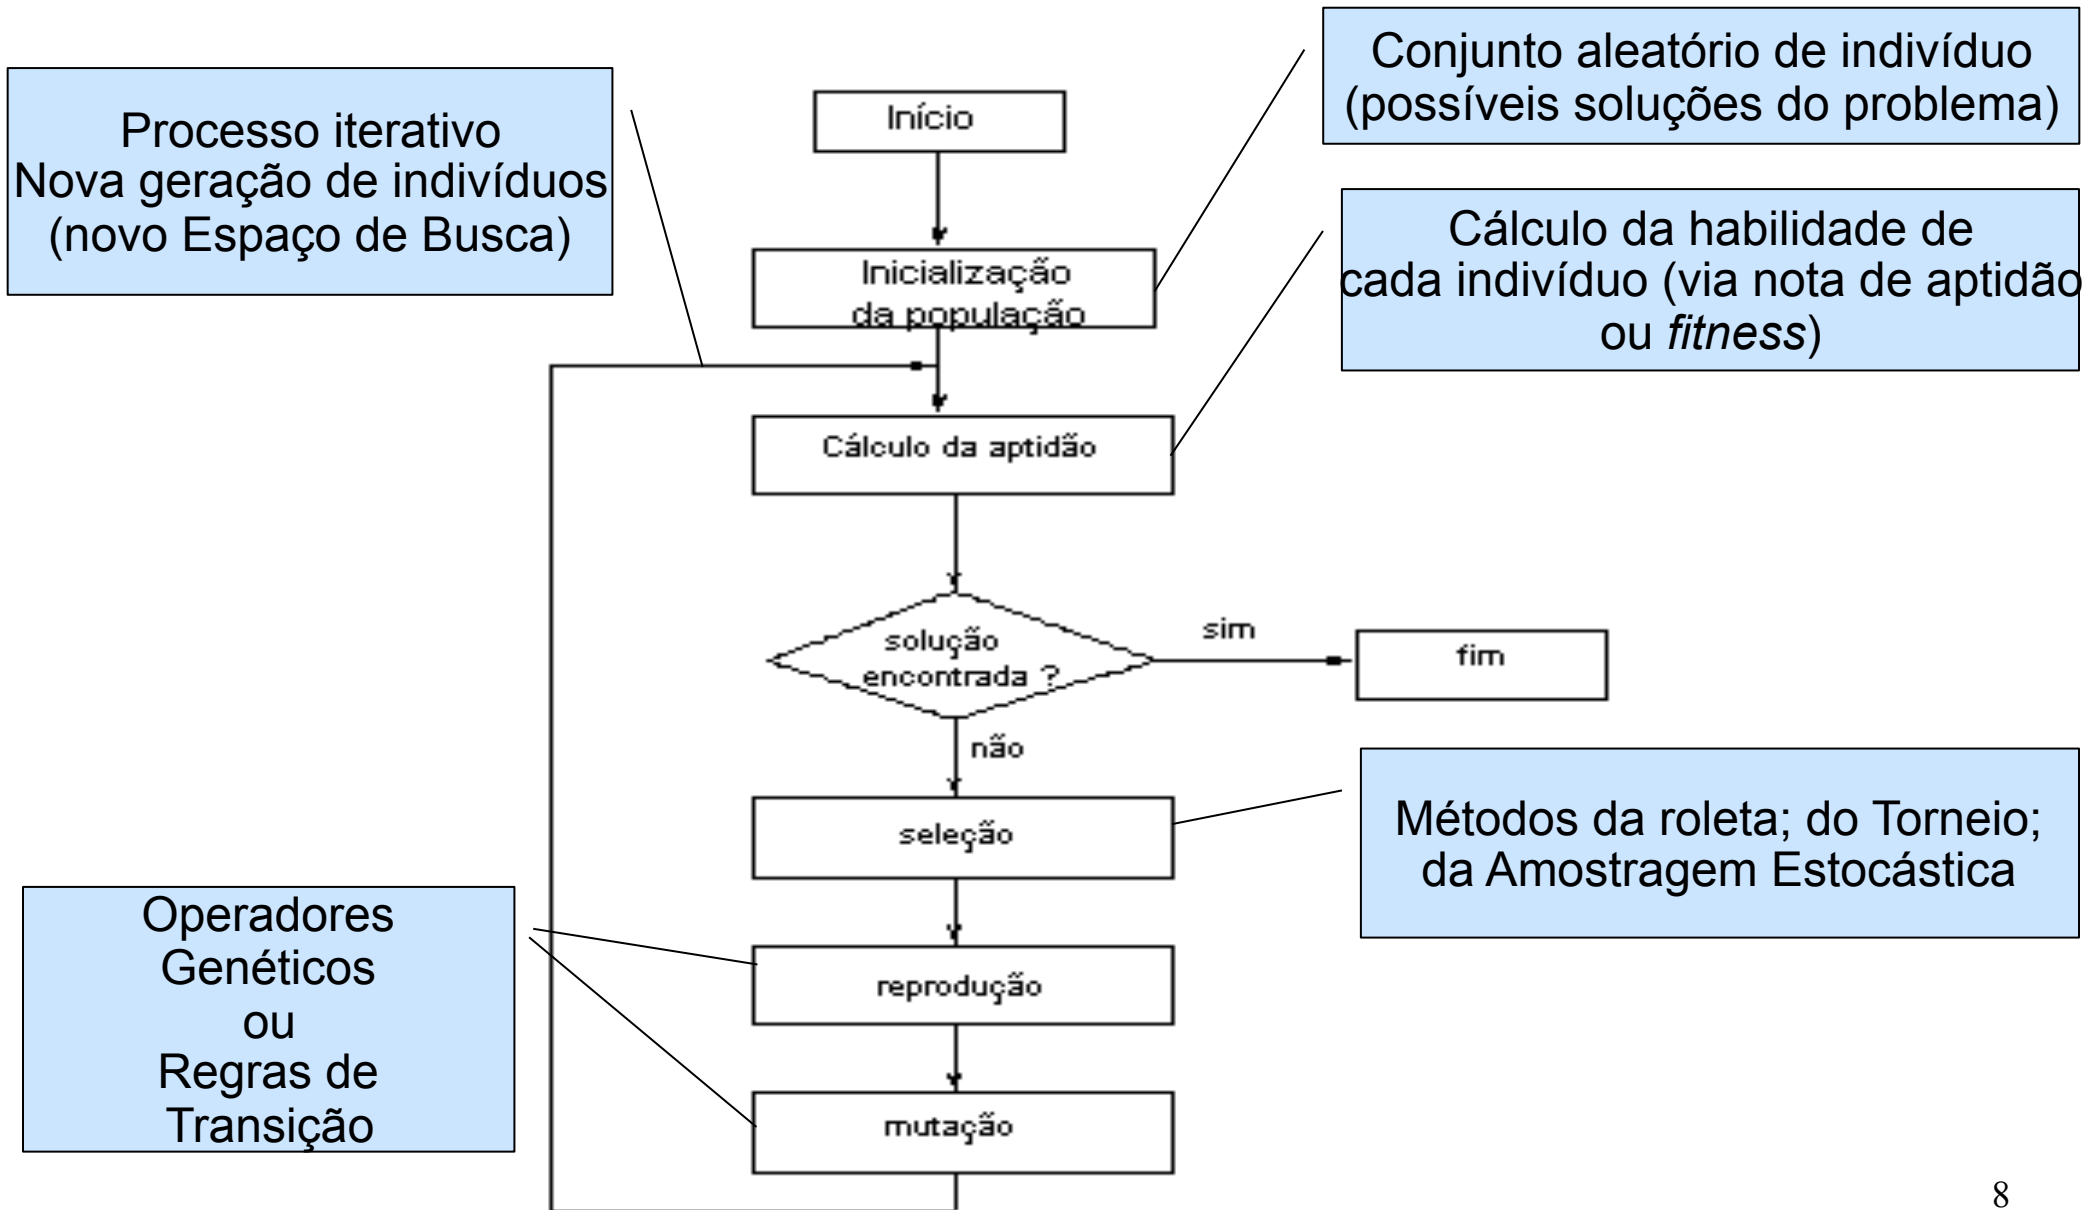 Conjunto aleatório de indivíduo
(possíveis soluções do problema)
Processo iterativo
Nova geração de indivíduos
(novo Espaço de Busca)
Início
Cálculo da habilidade de
cada indivíduo (via nota de aptidão
ou fitness)
Inicialização
da população
Cálculo da aptidão
solução
encontrada ?
sim
fim
não
Métodos da roleta; do Torneio;
da Amostragem Estocástica
seleção
Operadores
Genéticos
ou
Regras de
Transição
reprodução
mutação
8